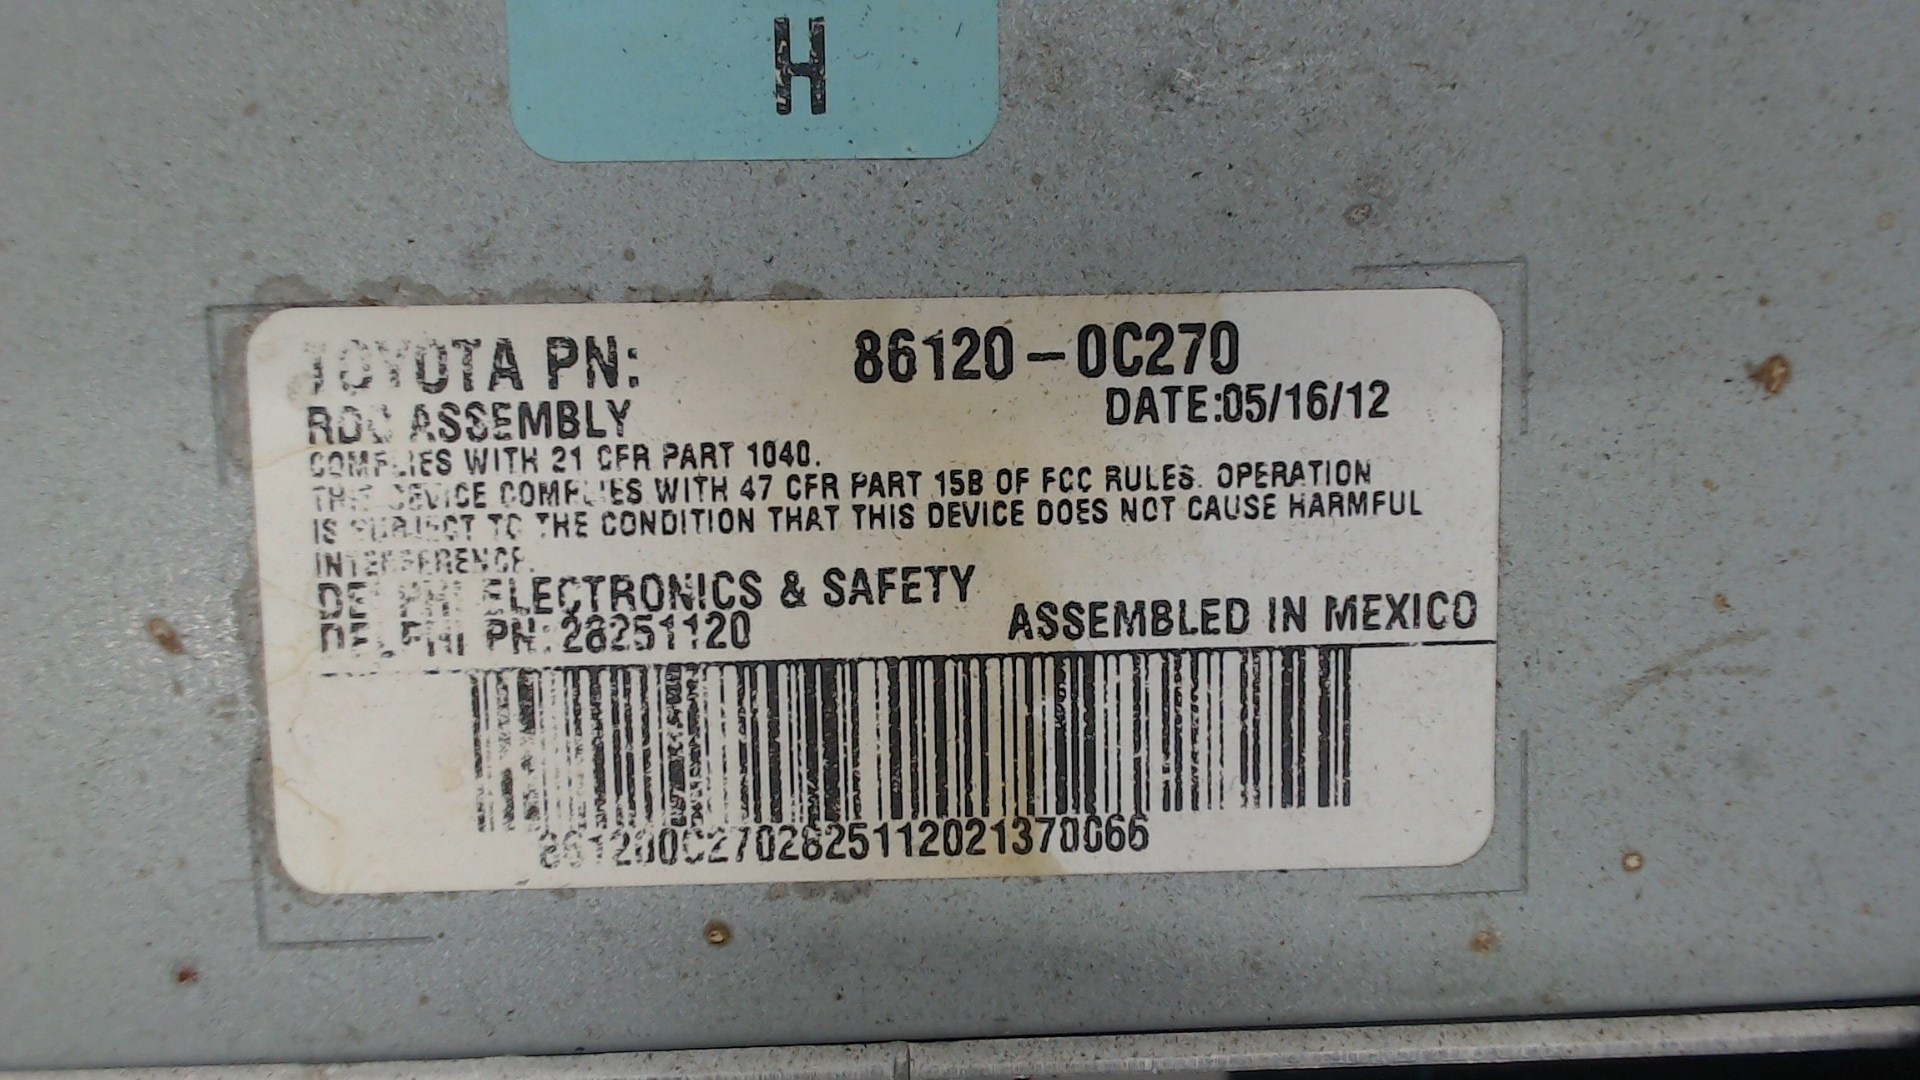 H
TOYOTA PN: 86120-0C270
RDC ASSEMBLY DATE:05/16/12
COMPLIES WITH 21 CFR PART 1040.
THIS DEVICE COMPLIES WITH 47 CFR PART 15B OF FCC RULES. OPERATION
IS SUBJECT TO THE CONDITION THAT THIS DEVICE DOES NOT CAUSE HARMFUL
INTERFERENCE.
DELPHI ELECTRONICS & SAFETY
DELPHI PN: 28251120 ASSEMBLED IN MEXICO
861200C2702825112021370066